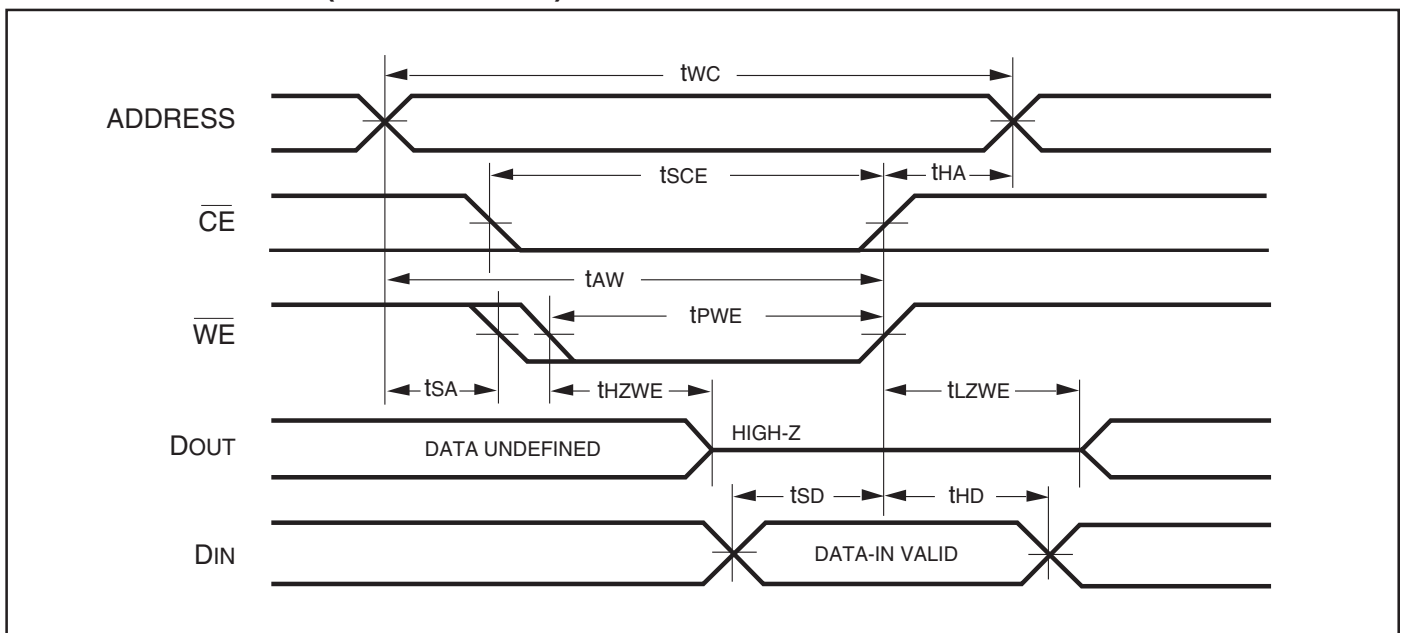 tWC
ADDRESS
tSCE
tHA
CE
tAW
tPWE
WE
tSA
tHZWE
tLZWE
HIGH-Z
DOUT
DATA UNDEFINED
tSD
tHD
DIN
DATA-IN VALID